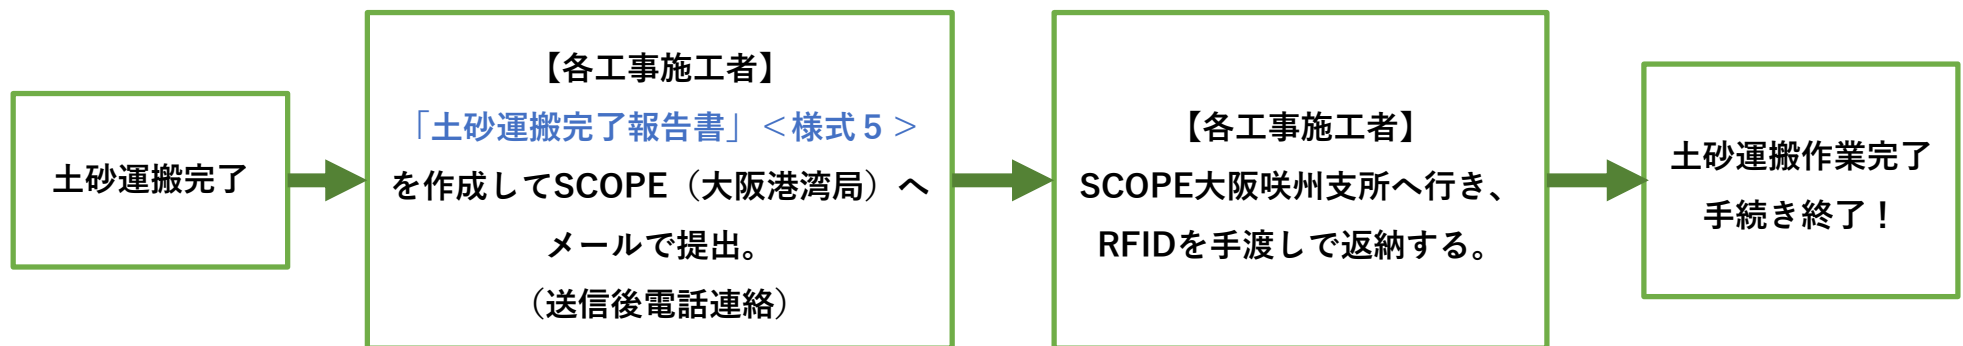 土砂運搬完了
【各工事施工者】
「土砂運搬完了報告書」＜様式５＞
を作成してSCOPE（大阪港湾局）へ
メールで提出。
（送信後電話連絡）
【各工事施工者】
SCOPE大阪咲州支所へ行き、
RFIDを手渡しで返納する。
土砂運搬作業完了
手続き終了！